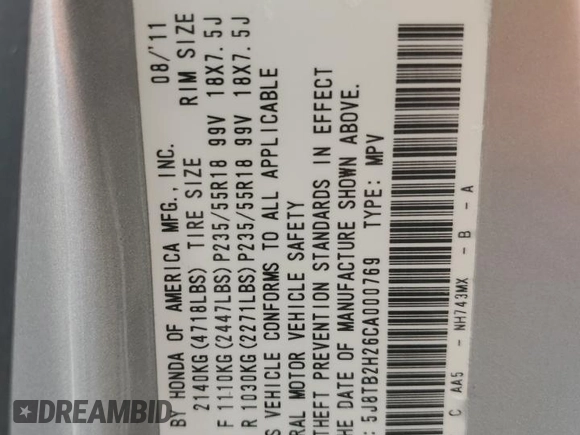 08/'11
BY HONDA OF AMERICA MFG., INC.
2140KG(4718LBS) TIRE SIZE RIM SIZE
F 1110KG(2447LBS)P235/55R18 99V 18X7.5J
R 1030KG(2271LBS)P235/55R18 99V 18X7.5J
S VEHICLE CONFORMS TO ALL APPLICABLE
RAL MOTOR VEHICLE SAFETY
THEFT PREVENTION STANDARDS IN EFFECT
HE DATE OF MANUFACTURE SHOWN ABOVE.
: 5J8TB2H26CA000769 TYPE: MPV
C AA5 - NH743MX - B - A
DREAMBID